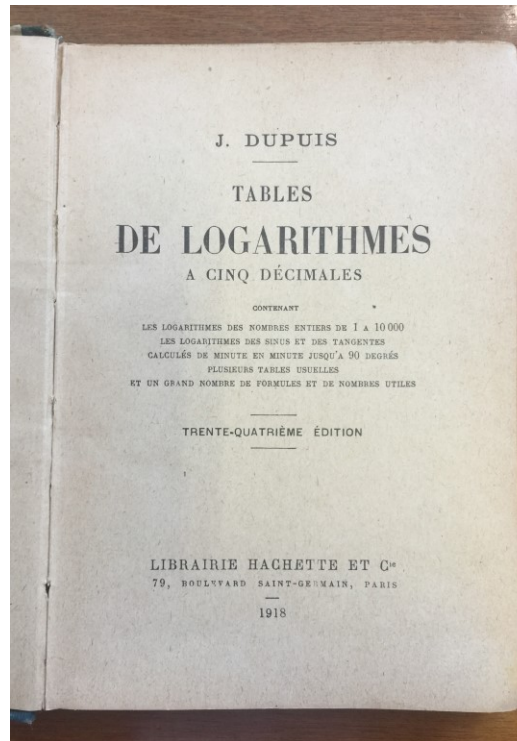 J. DUPUIS
TABLES
DE LOGARITHMES
A CINQ DÉCIMALES
CONTENANT
LES LOGARITHMES DES NOMBRES ENTIERS DE 1 A 10 000
LES LOGARITHMES DES SINUS ET DES TANGENTES
CALCULÉS DE MINUTE EN MINUTE JUSQU'A 90 DEGRÉS
PLUSIEURS TABLES USUELLES
ET UN GRAND NOMBRE DE FORMULES ET DE NOMBRES UTILES
TRENTE-QUATRIÈME ÉDITION
LIBRAIRIE HACHETTE ET Cie
79, BOULEVARD SAINT-GERMAIN, PARIS
1918